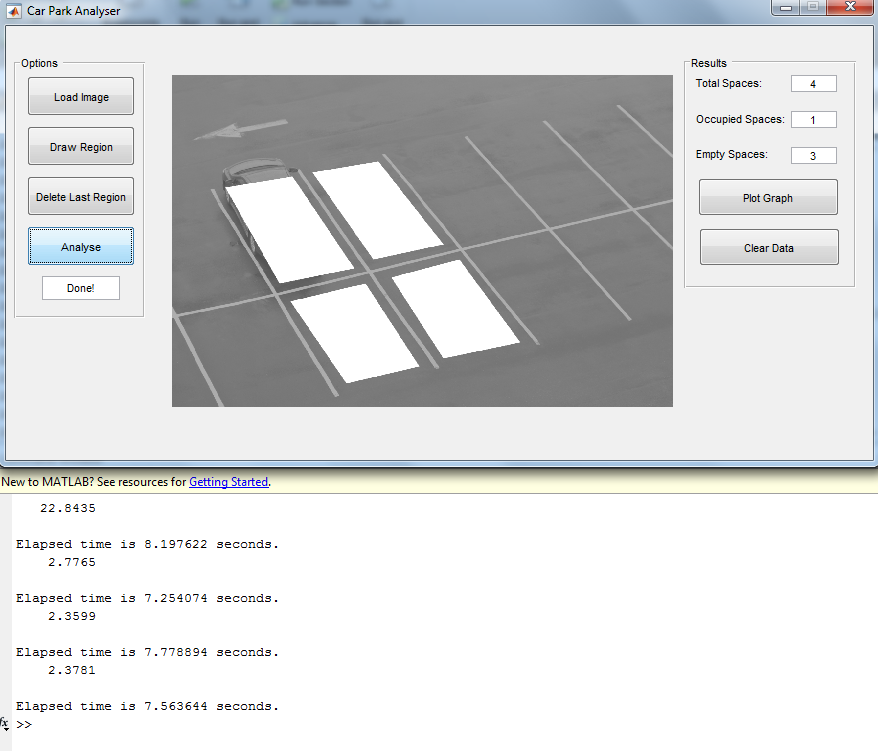 Car Park Analyser
Options
Load Image
Draw Region
Delete Last Region
Analyse
Done!
Results
Total Spaces: 4
Occupied Spaces: 1
Empty Spaces: 3
Plot Graph
Clear Data
New to MATLAB? See resources for Getting Started.
22.8435
Elapsed time is 8.197622 seconds.
2.7765
Elapsed time is 7.254074 seconds.
2.3599
Elapsed time is 7.778894 seconds.
2.3781
Elapsed time is 7.563644 seconds.
fx >>